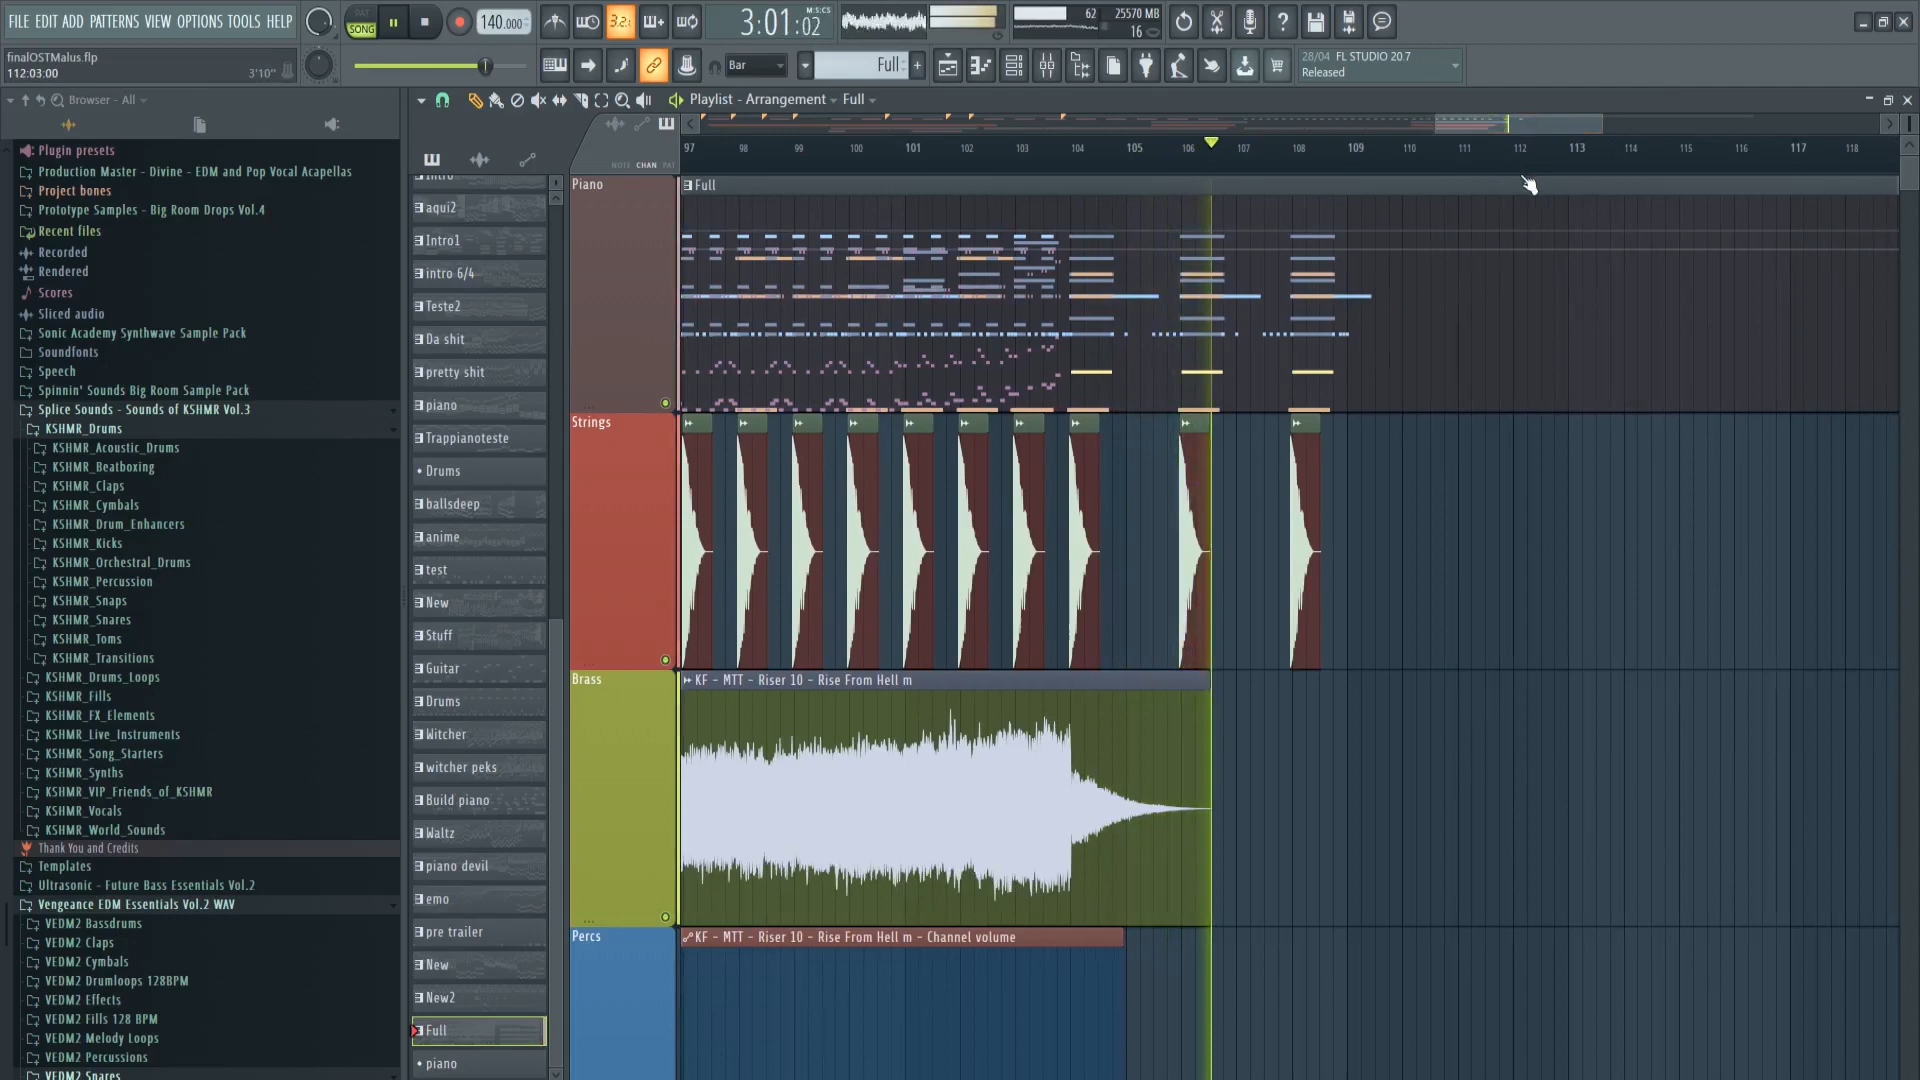 FILE EDIT ADD PATTERNS VIEW OPTIONS TOOLS HELP
PAT
SONG
140.000
3.2.
3:01:02
M:S:CS
62
25570 MB
16
finalOSTMalus.flp
112:03:00
3'10"
Bar
Full
28/04 FL STUDIO 20.7
Released
Browser - All
Playlist - Arrangement
Full
NOTE CHAN PAT
97 98 99 100 101 102 103 104 105 106 107 108 109 110 111 112 113 114 115 116 117 118
Plugin presets
Production Master - Divine - EDM and Pop Vocal Acapellas
Project bones
Prototype Samples - Big Room Drops Vol.4
Recent files
Recorded
Rendered
Scores
Sliced audio
Sonic Academy Synthwave Sample Pack
Soundfonts
Speech
Spinnin' Sounds Big Room Sample Pack
Splice Sounds - Sounds of KSHMR Vol.3
KSHMR_Drums
KSHMR_Acoustic_Drums
KSHMR_Beatboxing
KSHMR_Claps
KSHMR_Cymbals
KSHMR_Drum_Enhancers
KSHMR_Kicks
KSHMR_Orchestral_Drums
KSHMR_Percussion
KSHMR_Snaps
KSHMR_Snares
KSHMR_Toms
KSHMR_Transitions
KSHMR_Drums_Loops
KSHMR_Fills
KSHMR_FX_Elements
KSHMR_Live_Instruments
KSHMR_Song_Starters
KSHMR_Synths
KSHMR_VIP_Friends_of_KSHMR
KSHMR_Vocals
KSHMR_World_Sounds
Thank You and Credits
Templates
Ultrasonic - Future Bass Essentials Vol.2
Vengeance EDM Essentials Vol.2 WAV
VEDM2 Bassdrums
VEDM2 Claps
VEDM2 Cymbals
VEDM2 Drumloops 128BPM
VEDM2 Effects
VEDM2 Fills 128 BPM
VEDM2 Melody Loops
VEDM2 Percussions
VEDM2 Snares
Intro
aqui2
Intro1
intro 6/4
Teste2
Da shit
pretty shit
piano
Trappianoteste
Drums
ballsdeep
anime
test
New
Stuff
Guitar
Drums
Witcher
witcher peks
Build piano
Waltz
piano devil
emo
pre trailer
New
New2
Full
piano
Piano
Full
Strings
Brass
KF - MTT - Riser 10 - Rise From Hell m
Percs
KF - MTT - Riser 10 - Rise From Hell m - Channel volume